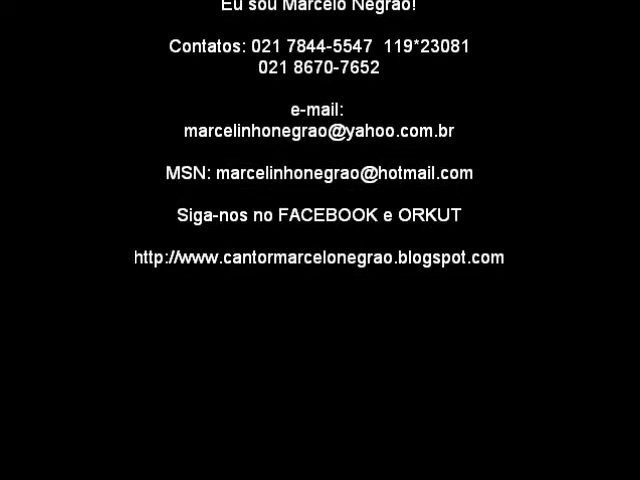 Eu sou Marcelo Negrão!
Contatos: 021 7844-5547 119*23081
021 8670-7652
e-mail:
marcelinhonegrao@yahoo.com.br
MSN: marcelinhonegrao@hotmail.com
Siga-nos no FACEBOOK e ORKUT
http://www.cantormarcelonegrao.blogspot.com